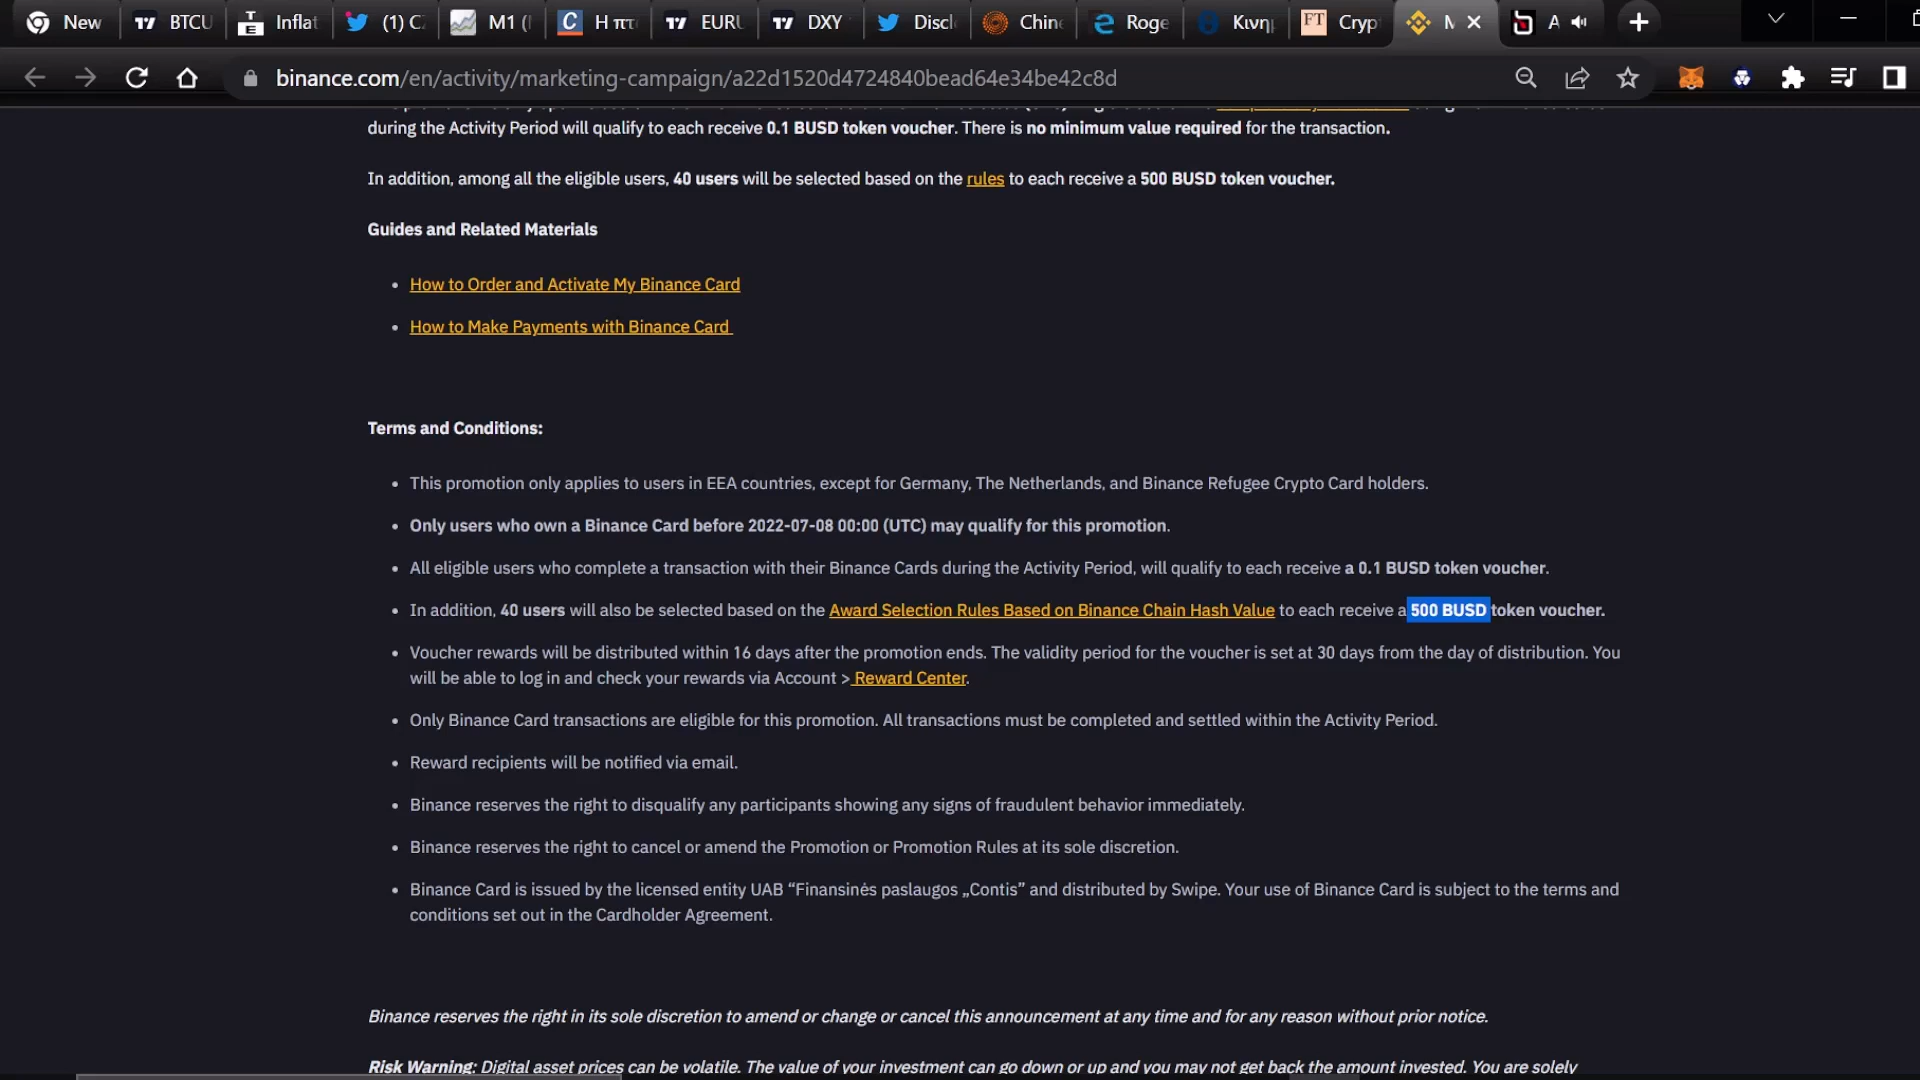 New BTCU Inflat (1) C M1 ( Η πτ EURU DXY Discl Chine Roge Κινη FT Cryp M A
binance.com/en/activity/marketing-campaign/a22d1520d4724840bead64e34be42c8d
during the Activity Period will qualify to each receive 0.1 BUSD token voucher. There is no minimum value required for the transaction.
In addition, among all the eligible users, 40 users will be selected based on the rules to each receive a 500 BUSD token voucher.
Guides and Related Materials
• How to Order and Activate My Binance Card
• How to Make Payments with Binance Card
Terms and Conditions:
• This promotion only applies to users in EEA countries, except for Germany, The Netherlands, and Binance Refugee Crypto Card holders.
• Only users who own a Binance Card before 2022-07-08 00:00 (UTC) may qualify for this promotion.
• All eligible users who complete a transaction with their Binance Cards during the Activity Period, will qualify to each receive a 0.1 BUSD token voucher.
• In addition, 40 users will also be selected based on the Award Selection Rules Based on Binance Chain Hash Value to each receive a 500 BUSD token voucher.
• Voucher rewards will be distributed within 16 days after the promotion ends. The validity period for the voucher is set at 30 days from the day of distribution. You
will be able to log in and check your rewards via Account > Reward Center.
• Only Binance Card transactions are eligible for this promotion. All transactions must be completed and settled within the Activity Period.
• Reward recipients will be notified via email.
• Binance reserves the right to disqualify any participants showing any signs of fraudulent behavior immediately.
• Binance reserves the right to cancel or amend the Promotion or Promotion Rules at its sole discretion.
• Binance Card is issued by the licensed entity UAB “Finansinės paslaugos „Contis” and distributed by Swipe. Your use of Binance Card is subject to the terms and
conditions set out in the Cardholder Agreement.
Binance reserves the right in its sole discretion to amend or change or cancel this announcement at any time and for any reason without prior notice.
Risk Warning: Digital asset prices can be volatile. The value of your investment can go down or up and you may not get back the amount invested. You are solely